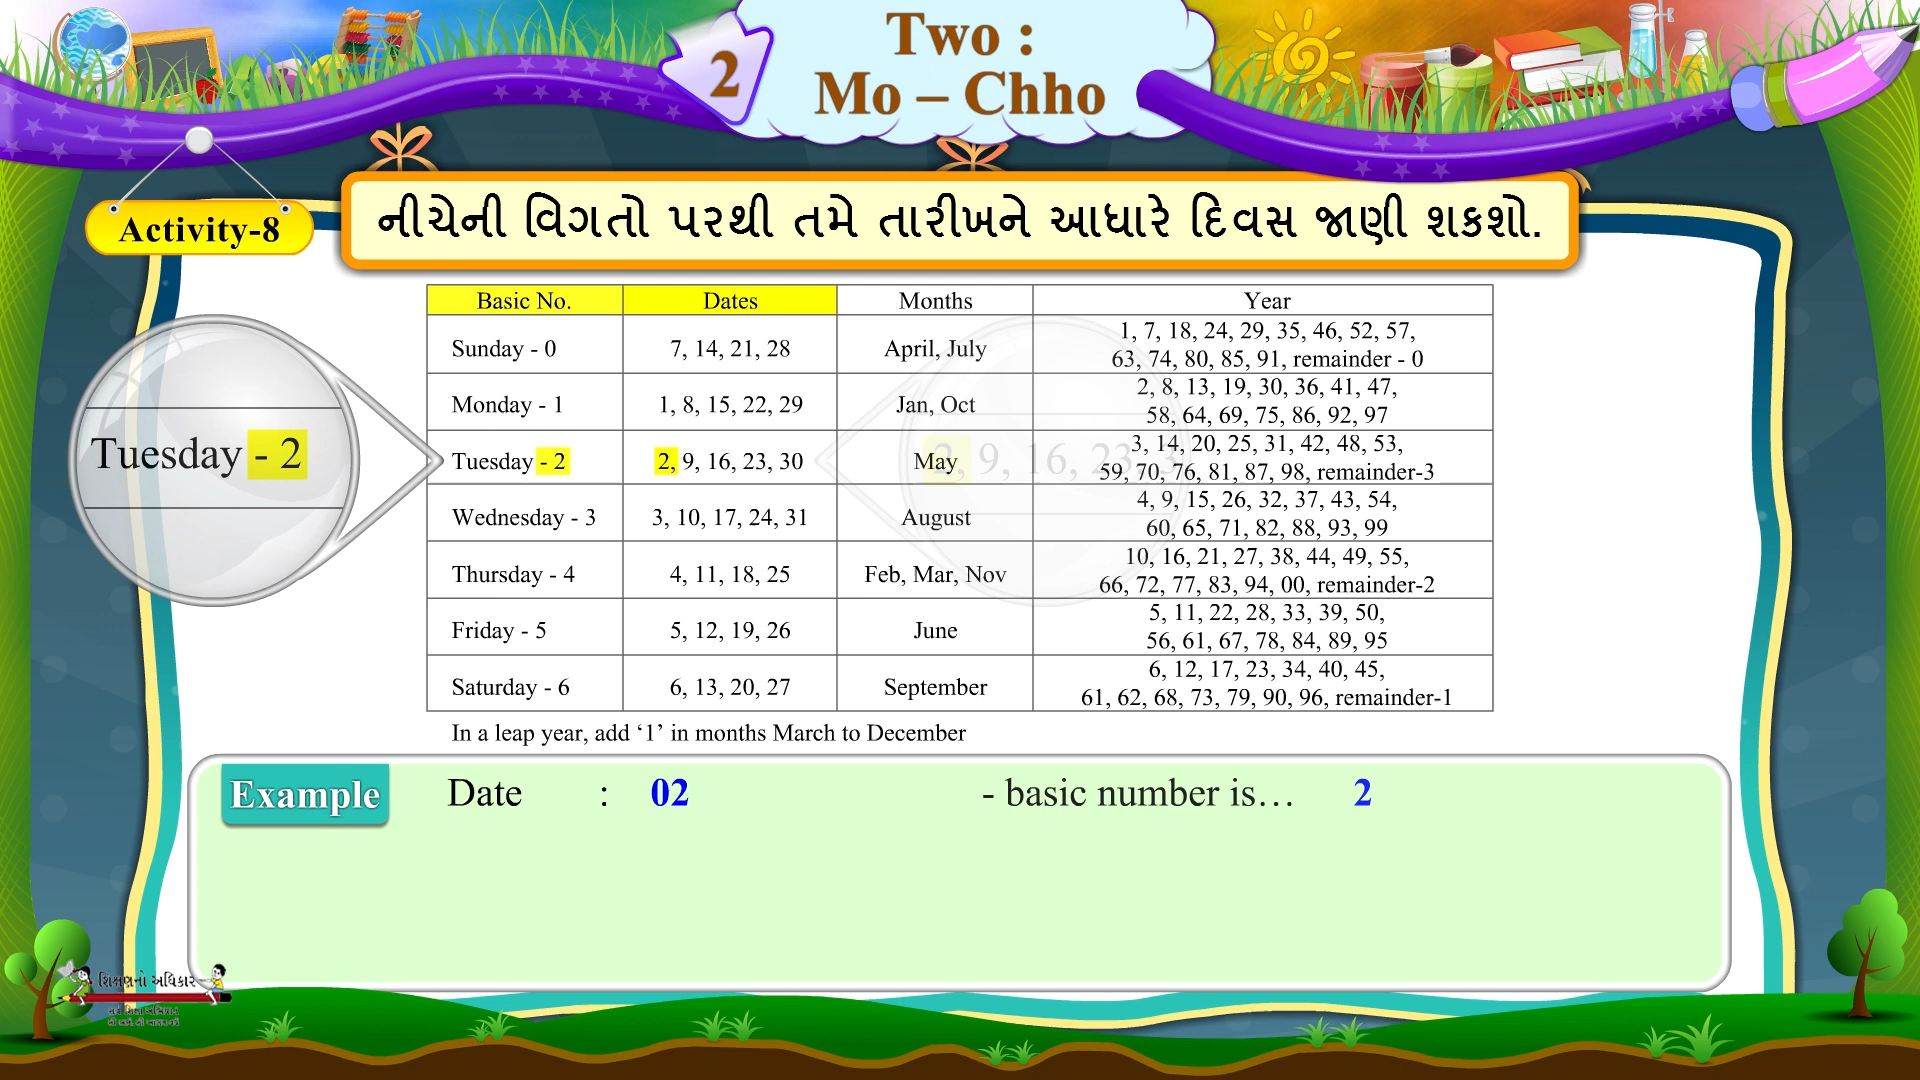 2
Two :
Mo – Chho
Activity-8
નીચેની વિગતો પરથી તમે તારીખને આધારે દિવસ જાણી શકશો.
Basic No. Dates Months Year
Sunday - 0 7, 14, 21, 28 April, July 1, 7, 18, 24, 29, 35, 46, 52, 57,
63, 74, 80, 85, 91, remainder - 0
Monday - 1 1, 8, 15, 22, 29 Jan, Oct 2, 8, 13, 19, 30, 36, 41, 47,
58, 64, 69, 75, 86, 92, 97
Tuesday - 2 2, 9, 16, 23, 30 May 3, 14, 20, 25, 31, 42, 48, 53,
59, 70, 76, 81, 87, 98, remainder-3
Wednesday - 3 3, 10, 17, 24, 31 August 4, 9, 15, 26, 32, 37, 43, 54,
60, 65, 71, 82, 88, 93, 99
Thursday - 4 4, 11, 18, 25 Feb, Mar, Nov 10, 16, 21, 27, 38, 44, 49, 55,
66, 72, 77, 83, 94, 00, remainder-2
Friday - 5 5, 12, 19, 26 June 5, 11, 22, 28, 33, 39, 50,
56, 61, 67, 78, 84, 89, 95
Saturday - 6 6, 13, 20, 27 September 6, 12, 17, 23, 34, 40, 45,
61, 62, 68, 73, 79, 90, 96, remainder-1
Tuesday - 2
2, 9, 16, 23, 3
In a leap year, add ‘1’ in months March to December
Example Date : 02 - basic number is… 2
શિક્ષણનો અધિકાર